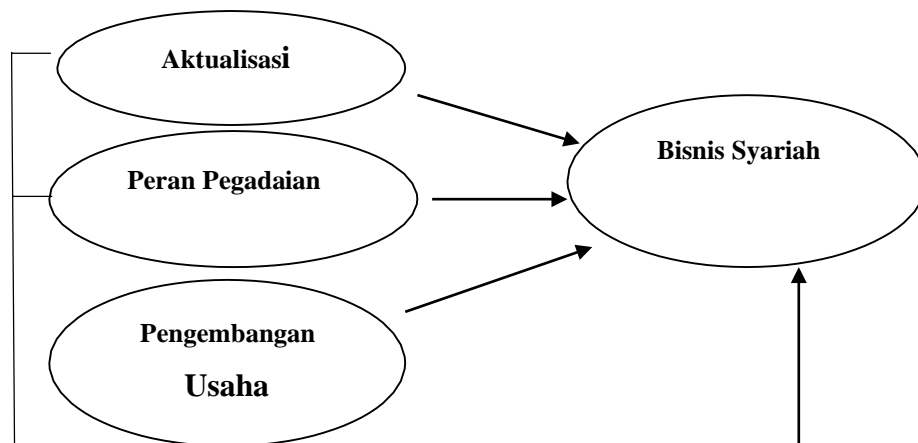 Aktualisasi
Peran Pegadaian
Bisnis Syariah
Pengembangan
Usaha